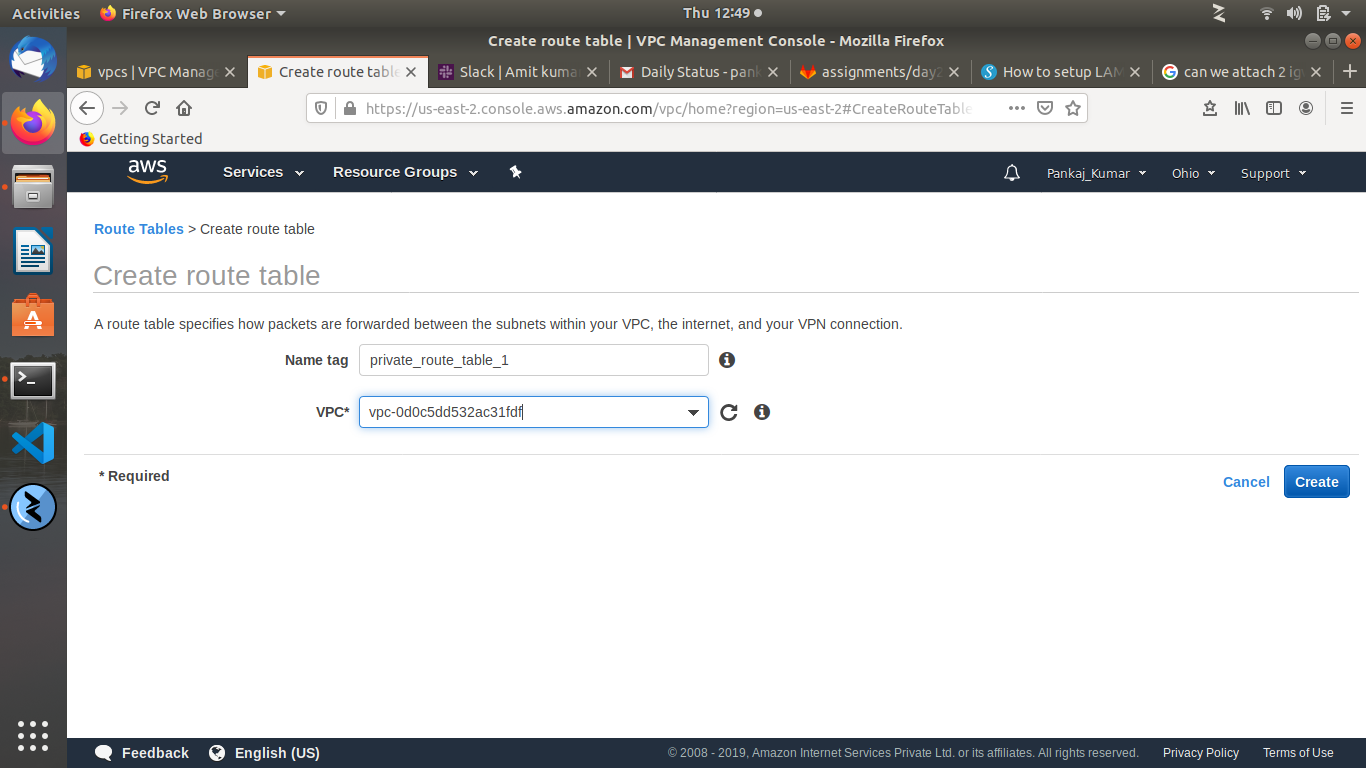 Activities
Firefox Web Browser
Thu 12:49
Create route table | VPC Management Console - Mozilla Firefox
vpcs | VPC Manage
Create route table
Slack | Amit kuma
Daily Status - pank
assignments/day2
How to setup LAM
can we attach 2 ig
https://us-east-2.console.aws.amazon.com/vpc/home?region=us-east-2#CreateRouteTable
Getting Started
aws
Services
Resource Groups
Pankaj_Kumar
Ohio
Support
Route Tables > Create route table
Create route table
A route table specifies how packets are forwarded between the subnets within your VPC, the internet, and your VPN connection.
Name tag
private_route_table_1
VPC*
vpc-0d0c5dd532ac31fdf
* Required
Cancel
Create
Feedback
English (US)
© 2008 - 2019, Amazon Internet Services Private Ltd. or its affiliates. All rights reserved.
Privacy Policy
Terms of Use